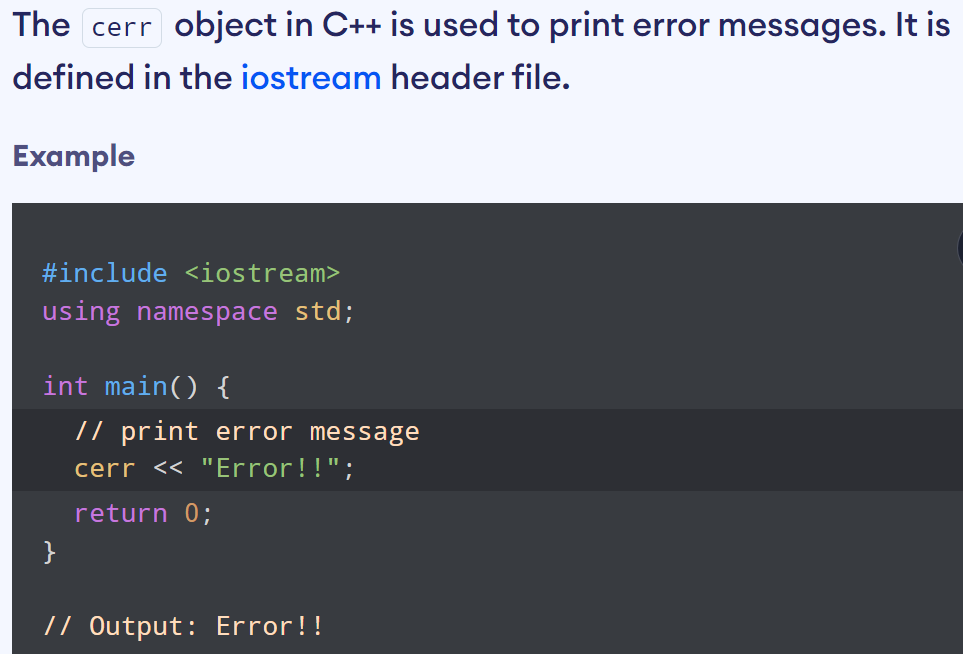 The cerr object in C++ is used to print error messages. It is
defined in the iostream header file.
Example
#include <iostream>
using namespace std;
int main() {
// print error message
cerr << "Error!!";
return 0;
}
// Output: Error!!